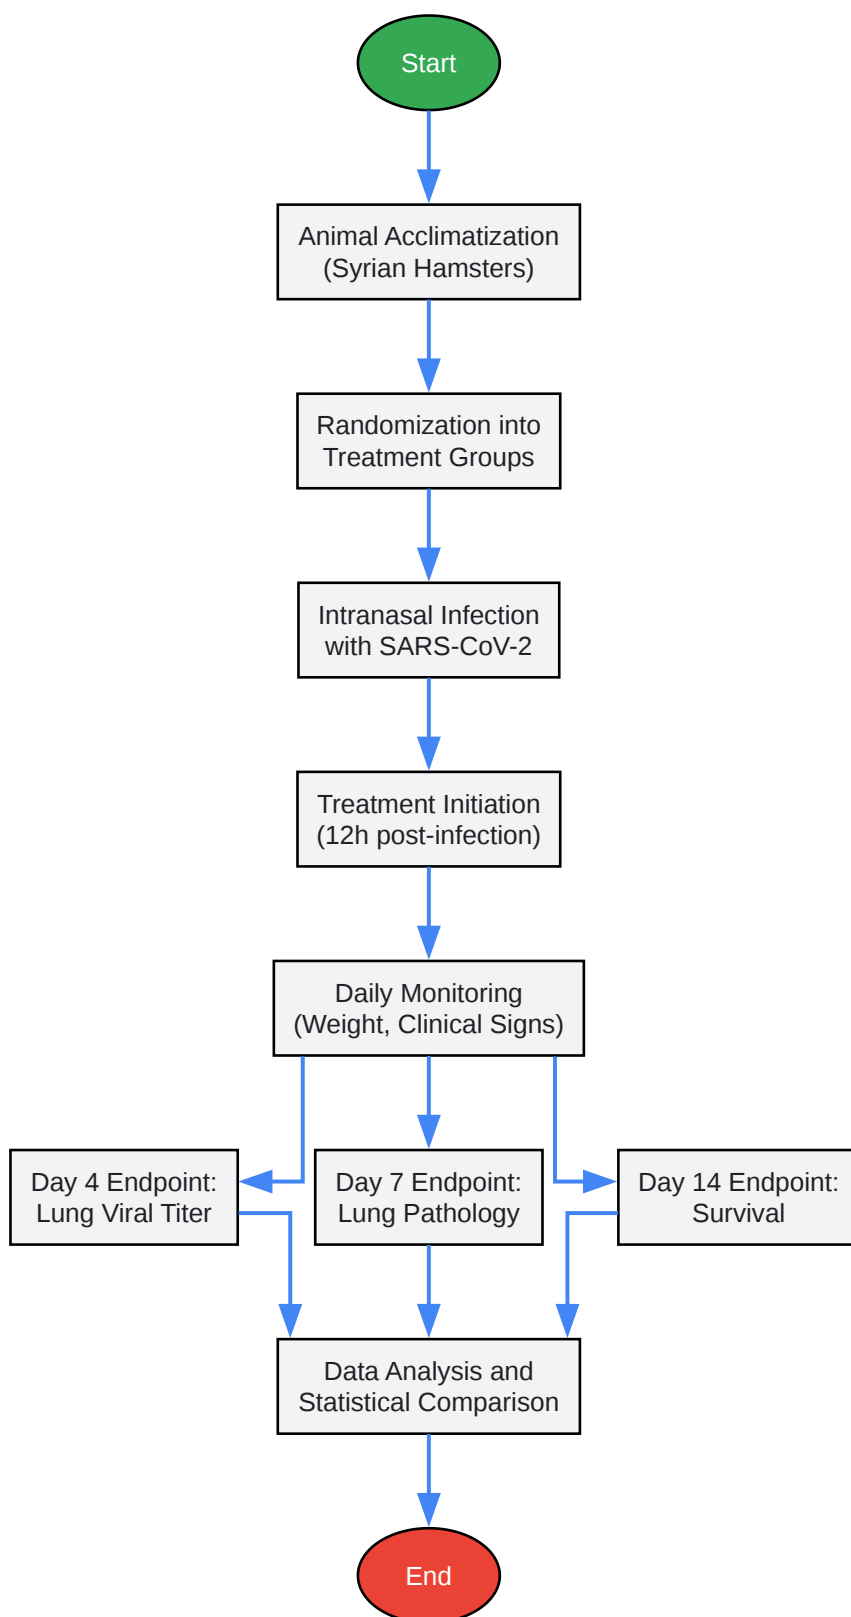 Start
Animal Acclimatization
(Syrian Hamsters)
Randomization into
Treatment Groups
Intranasal Infection
with SARS-CoV-2
Treatment Initiation
(12h post-infection)
Daily Monitoring
(Weight, Clinical Signs)
Day 4 Endpoint:
Lung Viral Titer
Day 7 Endpoint:
Lung Pathology
Day 14 Endpoint:
Survival
Data Analysis and
Statistical Comparison
End